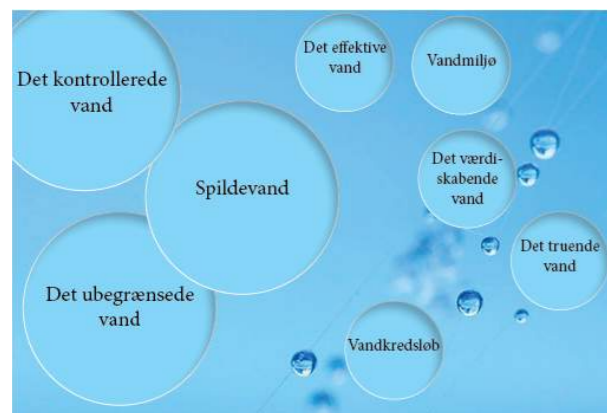 Det kontrollerede
vand
Det effektive
vand
Vandmiljø
Spildevand
Det værdi-
skabende
vand
Det truende
vand
Det ubegrænsede
vand
Vandkredsløb